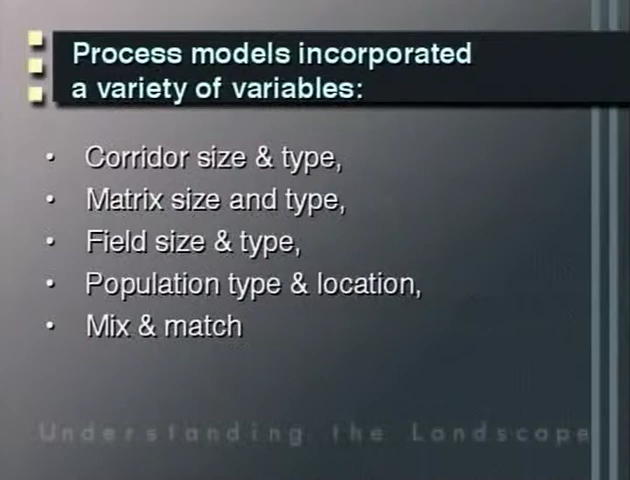 Process models incorporated
a variety of variables:
• Corridor size & type,
• Matrix size and type,
• Field size & type,
• Population type & location,
• Mix & match
Understanding the Landscape